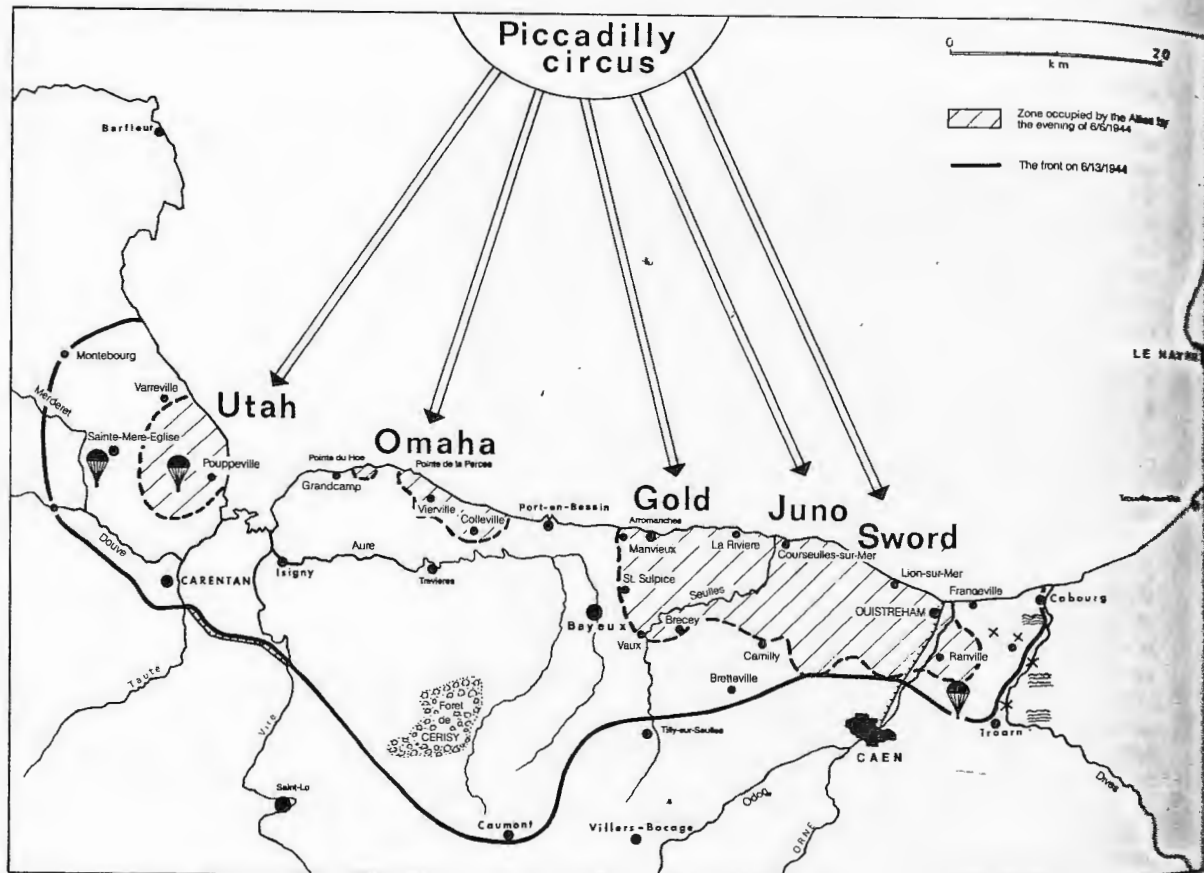 Piccadilly
circus
0 20
km
Zone occupied by the Allies by
the evening of 6/6/1944
The front on 6/13/1944
Barfleur
LE HAVRE
Montebourg
Merderet
Varreville
Utah
Sainte-Mere-Eglise
Pouppeville
Omaha
Pointe du Hoe
Pointe de la Percee
Grandcamp
Vierville
Colleville
Port-en-Bessin
Gold
Juno
Sword
Arromanches
Manvieux
La Riviere
Courseulles-sur-Mer
Lion-sur-Mer
Franceville
Cabourg
Douve
CARENTAN
Isigny
Aure
Trevieres
St. Sulpice
Seulles
OUISTREHAM
Bayeux
Vaux
Brecey
Camilly
Ranville
Bretteville
Taute
Vire
Foret
de
CERISY
Tilly-sur-Seulles
CAEN
Troarn
Saint-Lo
Caumont
Villers-Bocage
Odon
ORNE
Dives